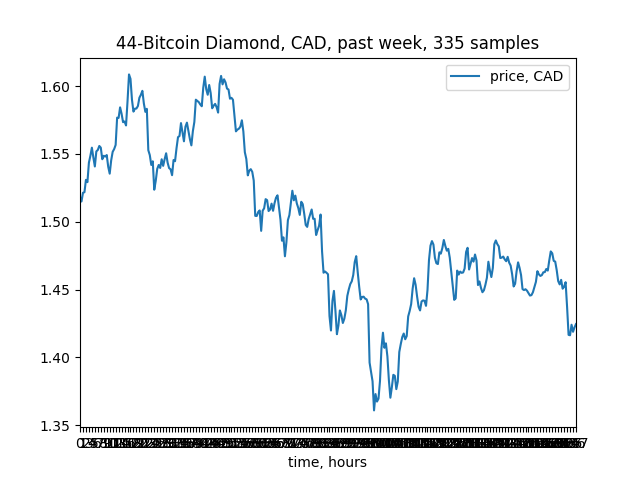 44-Bitcoin Diamond, CAD, past week, 335 samples
price, CAD
1.60
1.55
1.50
1.45
1.40
1.35
time, hours